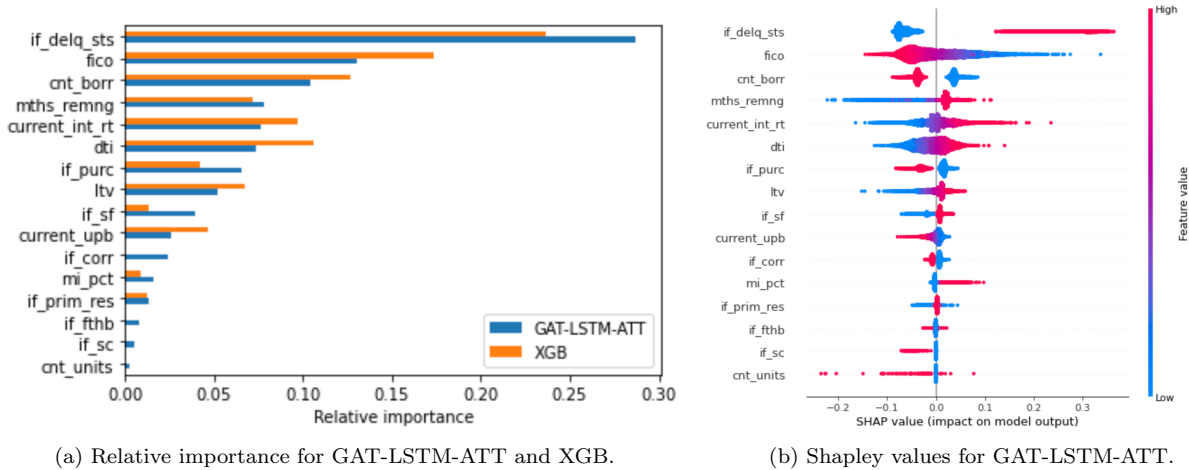 if_delq_sts
fico
cnt_borr
mths_remng
current_int_rt
dti
if_purc
ltv
if_sf
current_upb
if_corr
mi_pct
if_prim_res
if_fthb
if_sc
cnt_units
0.00 0.05 0.10 0.15 0.20 0.25 0.30
Relative importance
GAT-LSTM-ATT
XGB
(a) Relative importance for GAT-LSTM-ATT and XGB.
if_delq_sts
fico
cnt_borr
mths_remng
current_int_rt
dti
if_purc
ltv
if_sf
current_upb
if_corr
mi_pct
if_prim_res
if_fthb
if_sc
cnt_units
−0.2 −0.1 0.0 0.1 0.2 0.3
SHAP value (impact on model output)
High
Feature value
Low
(b) Shapley values for GAT-LSTM-ATT.